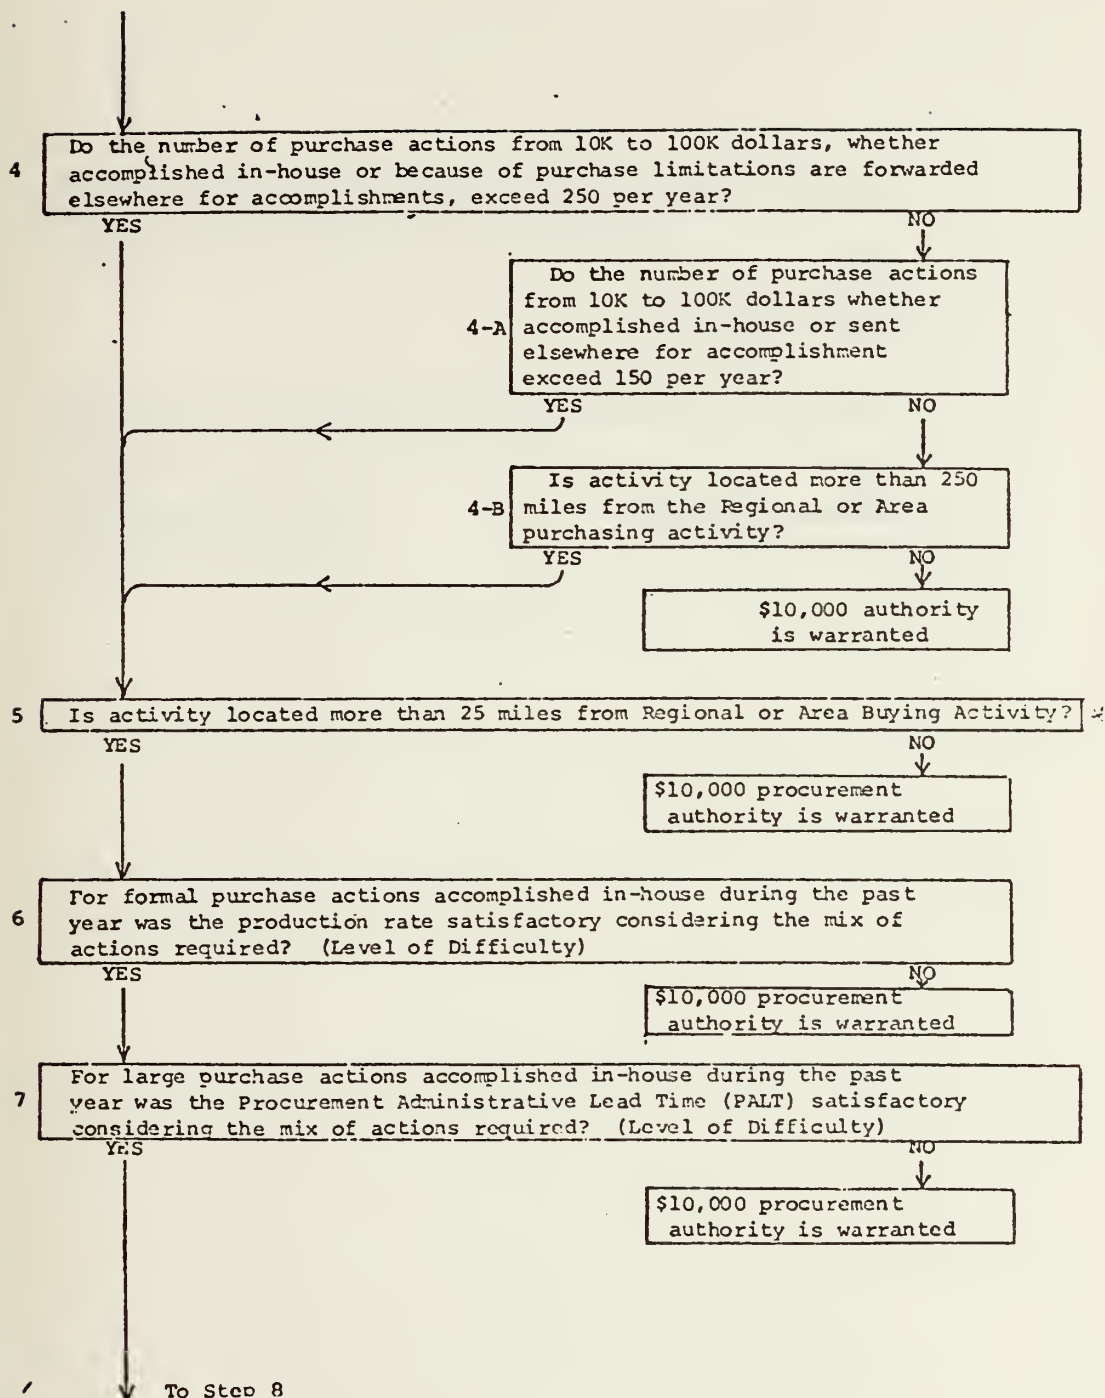 4
Do the number of purchase actions from 10K to 100K dollars, whether
accomplished in-house or because of purchase limitations are forwarded
elsewhere for accomplishments, exceed 250 per year?
YES
NO
4-A
Do the number of purchase actions
from 10K to 100K dollars whether
accomplished in-house or sent
elsewhere for accomplishment
exceed 150 per year?
YES
NO
4-B
Is activity located more than 250
miles from the Regional or Area
purchasing activity?
YES
NO
$10,000 authority
is warranted
5
Is activity located more than 25 miles from Regional or Area Buying Activity? *
YES
NO
$10,000 procurement
authority is warranted
6
For formal purchase actions accomplished in-house during the past
year was the production rate satisfactory considering the mix of
actions required? (Level of Difficulty)
YES
NO
$10,000 procurement
authority is warranted
7
For large purchase actions accomplished in-house during the past
year was the Procurement Administrative Lead Time (PALT) satisfactory
considering the mix of actions required? (Level of Difficulty)
YES
NO
$10,000 procurement
authority is warranted
To Step 8